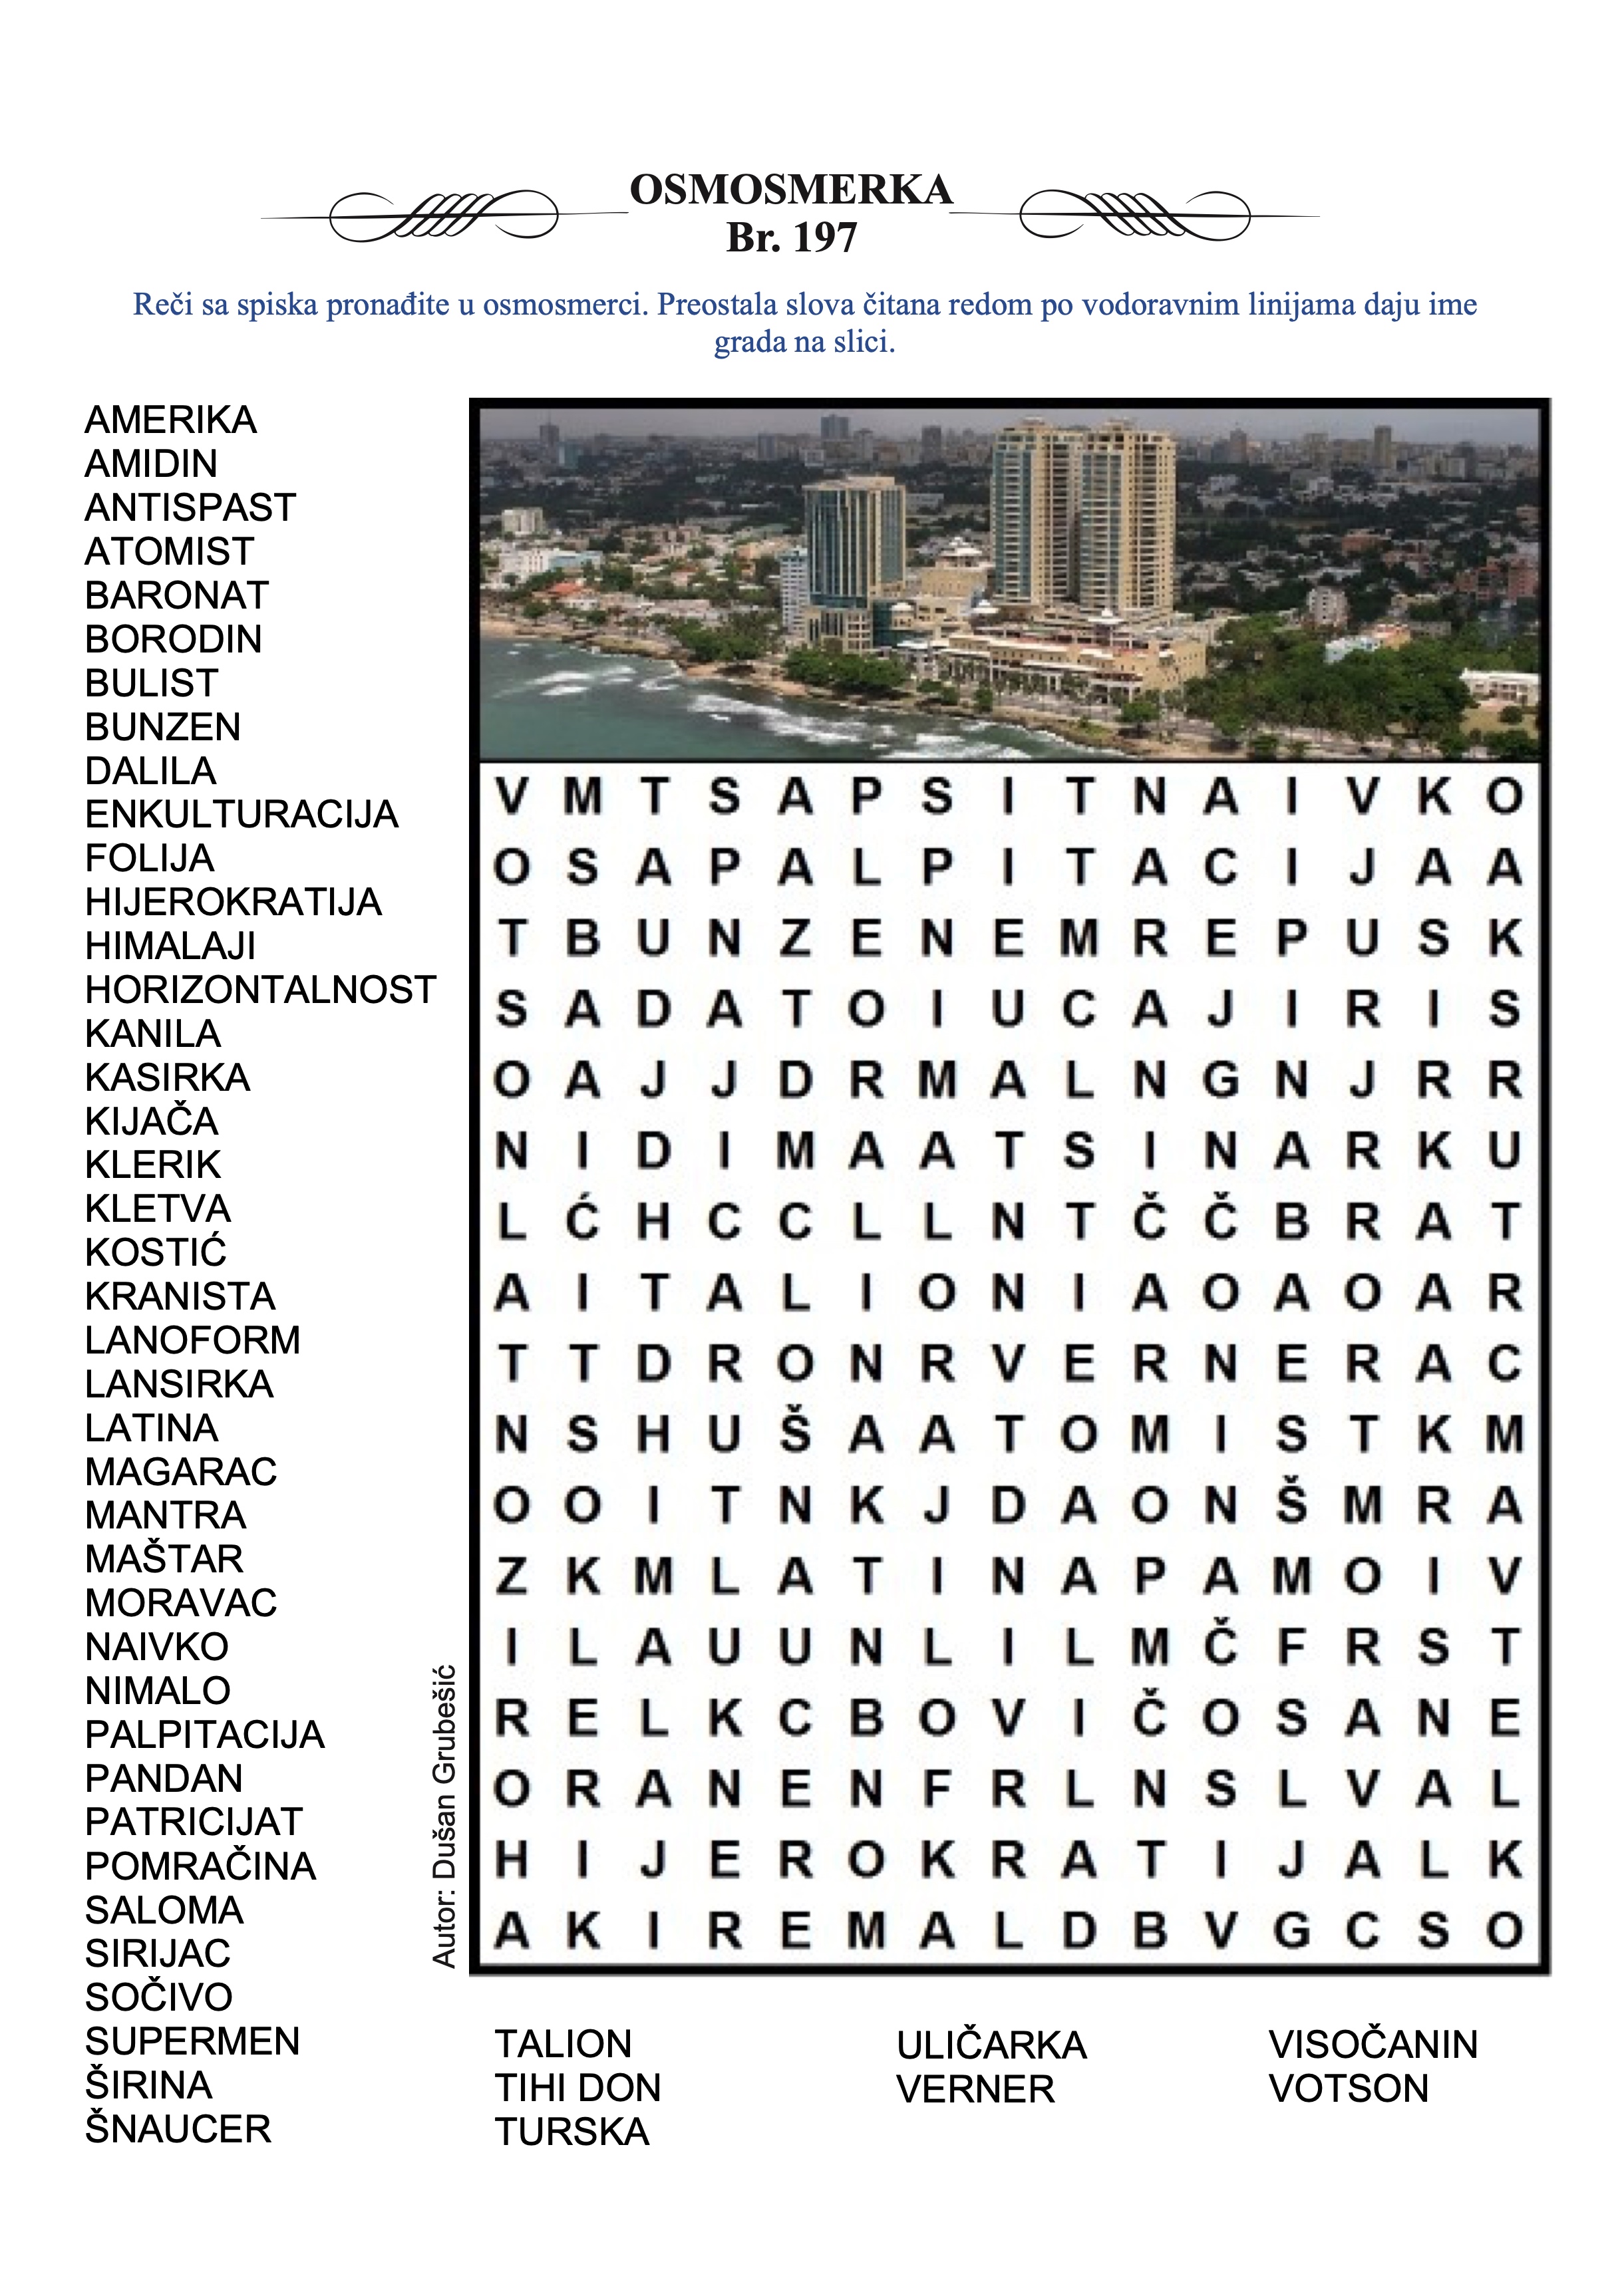 OSMOSMERKA
Br. 197
Reči sa spiska pronađite u osmosmerci. Preostala slova čitana redom po vodoravnim linijama daju ime
grada na slici.
AMERIKA
AMIDIN
ANTISPAST
ATOMIST
BARONAT
BORODIN
BULIST
BUNZEN
DALILA
ENKULTURACIJA
FOLIJA
HIJEROKRATIJA
HIMALAJI
HORIZONTALNOST
KANILA
KASIRKA
KIJAČA
KLERIK
KLETVA
KOSTIĆ
KRANISTA
LANOFORM
LANSIRKA
LATINA
MAGARAC
MANTRA
MAŠTAR
MORAVAC
NAIVKO
NIMALO
PALPITACIJA
PANDAN
PATRICIJAT
POMRAČINA
SALOMA
SIRIJAC
SOČIVO
SUPERMEN
ŠIRINA
ŠNAUCER
Autor: Dušan Grubešić
V M T S A P S I T N A I V K O
O S A P A L P I T A C I J A A
T B U N Z E N E M R E P U S K
S A D A T O I U C A J I R I S
O A J J D R M A L N G N J R R
N I D I M A A T S I N A R K U
L Ć H C C L L N T Č Č B R A T
A I T A L I O N I A O A O A R
T T D R O N R V E R N E R A C
N S H U Š A A T O M I S T K M
O O I T N K J D A O N Š M R A
Z K M L A T I N A P A M O I V
I L A U U N L I L M Č F R S T
R E L K C B O V I Č O S A N E
O R A N E N F R L N S L V A L
H I J E R O K R A T I J A L K
A K I R E M A L D B V G C S O
TALION
TIHI DON
TURSKA
ULIČARKA
VERNER
VISOČANIN
VOTSON